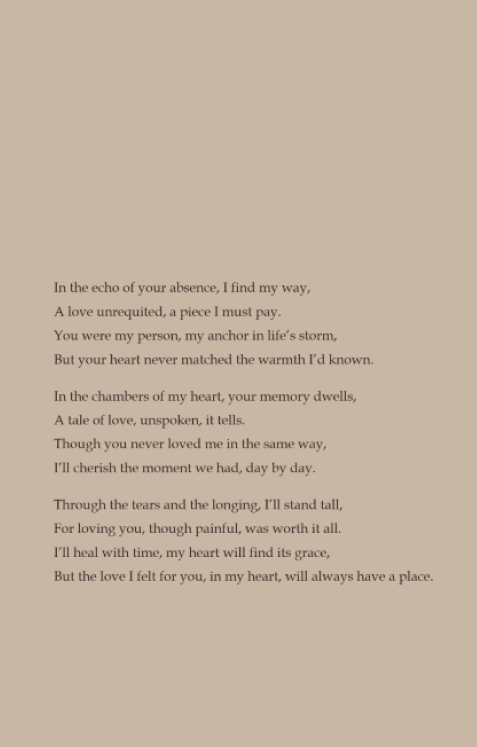 In the echo of your absence, I find my way,
A love unrequited, a piece I must pay.
You were my person, my anchor in life’s storm,
But your heart never matched the warmth I’d known.
In the chambers of my heart, your memory dwells,
A tale of love, unspoken, it tells.
Though you never loved me in the same way,
I’ll cherish the moment we had, day by day.
Through the tears and the longing, I’ll stand tall,
For loving you, though painful, was worth it all.
I’ll heal with time, my heart will find its grace,
But the love I felt for you, in my heart, will always have a place.